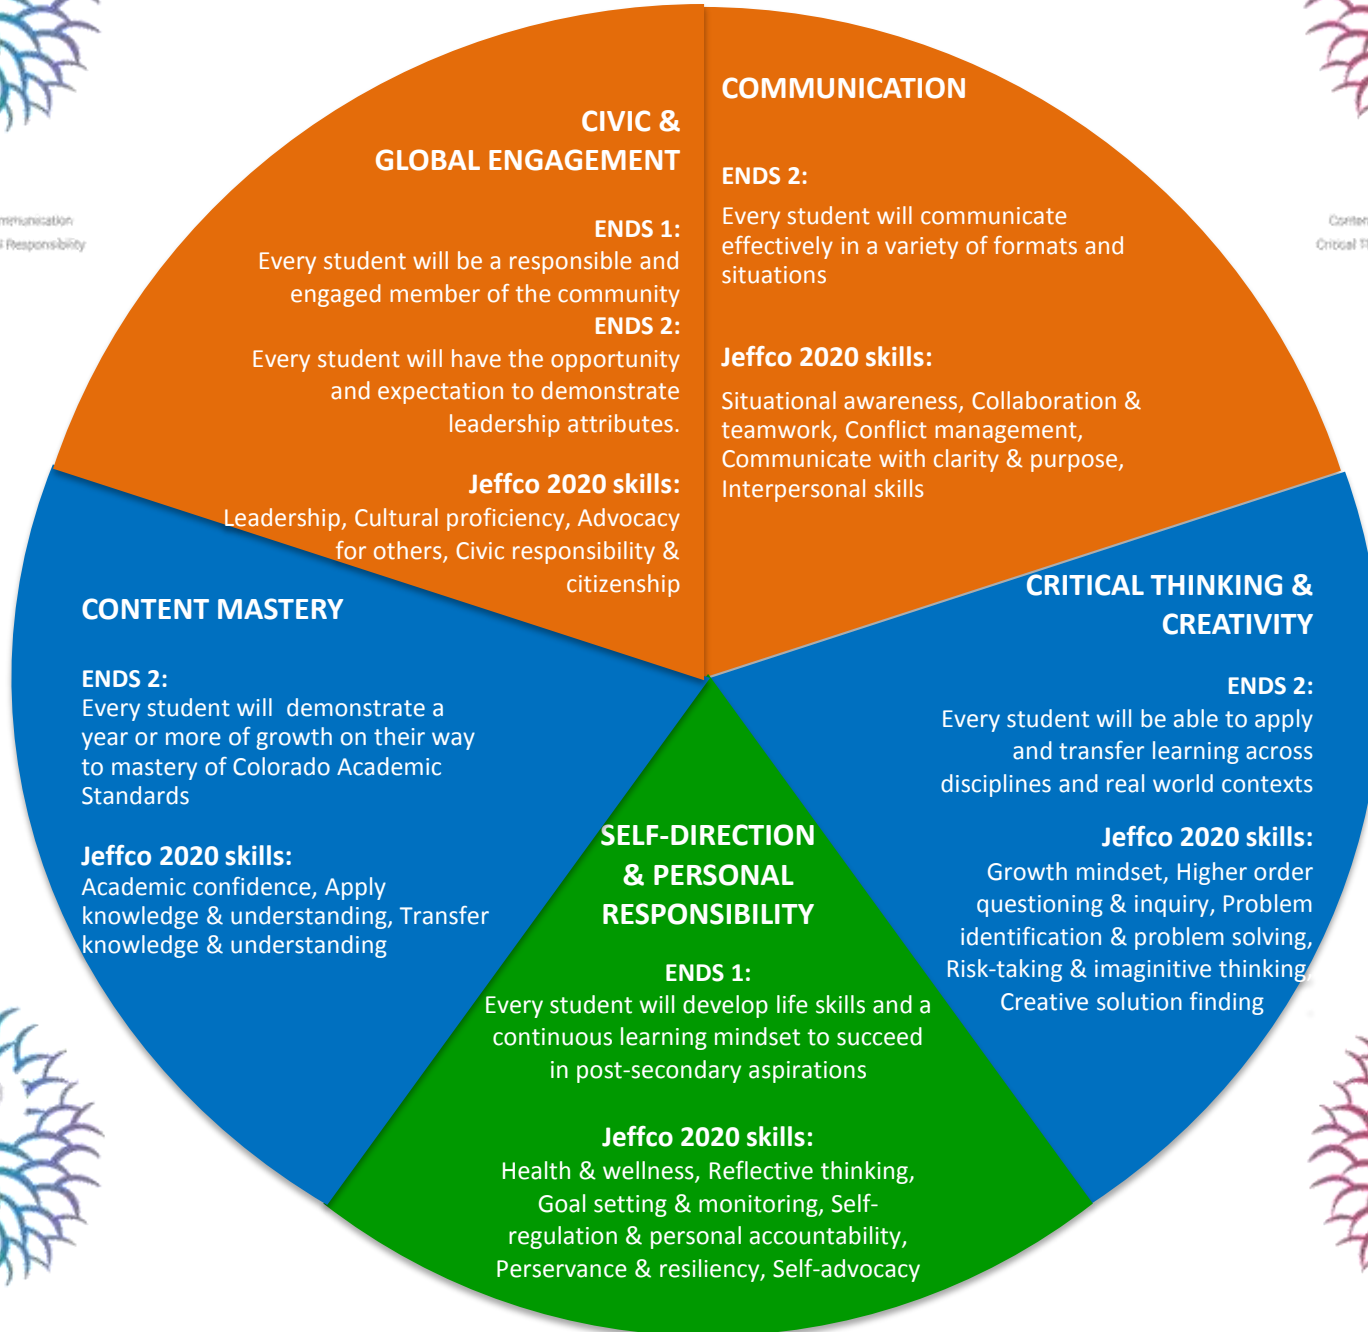 CIVIC &
GLOBAL ENGAGEMENT
ENDS 1:
Every student will be a responsible and
engaged member of the community
ENDS 2:
Every student will have the opportunity
and expectation to demonstrate
leadership attributes.
Jeffco 2020 skills:
Leadership, Cultural proficiency, Advocacy
for others, Civic responsibility &
citizenship
COMMUNICATION
ENDS 2:
Every student will communicate
effectively in a variety of formats and
situations
Jeffco 2020 skills:
Situational awareness, Collaboration &
teamwork, Conflict management,
Communicate with clarity & purpose,
Interpersonal skills
CRITICAL THINKING &
CREATIVITY
ENDS 2:
Every student will be able to apply
and transfer learning across
disciplines and real world contexts
Jeffco 2020 skills:
Growth mindset, Higher order
questioning & inquiry, Problem
identification & problem solving,
Risk-taking & imaginitive thinking,
Creative solution finding
CONTENT MASTERY
ENDS 2:
Every student will demonstrate a
year or more of growth on their way
to mastery of Colorado Academic
Standards
Jeffco 2020 skills:
Academic confidence, Apply
knowledge & understanding, Transfer
knowledge & understanding
SELF-DIRECTION
& PERSONAL
RESPONSIBILITY
ENDS 1:
Every student will develop life skills and a
continuous learning mindset to succeed
in post-secondary aspirations
Jeffco 2020 skills:
Health & wellness, Reflective thinking,
Goal setting & monitoring, Self-
regulation & personal accountability,
Perservance & resiliency, Self-advocacy
Responsibility
Critical